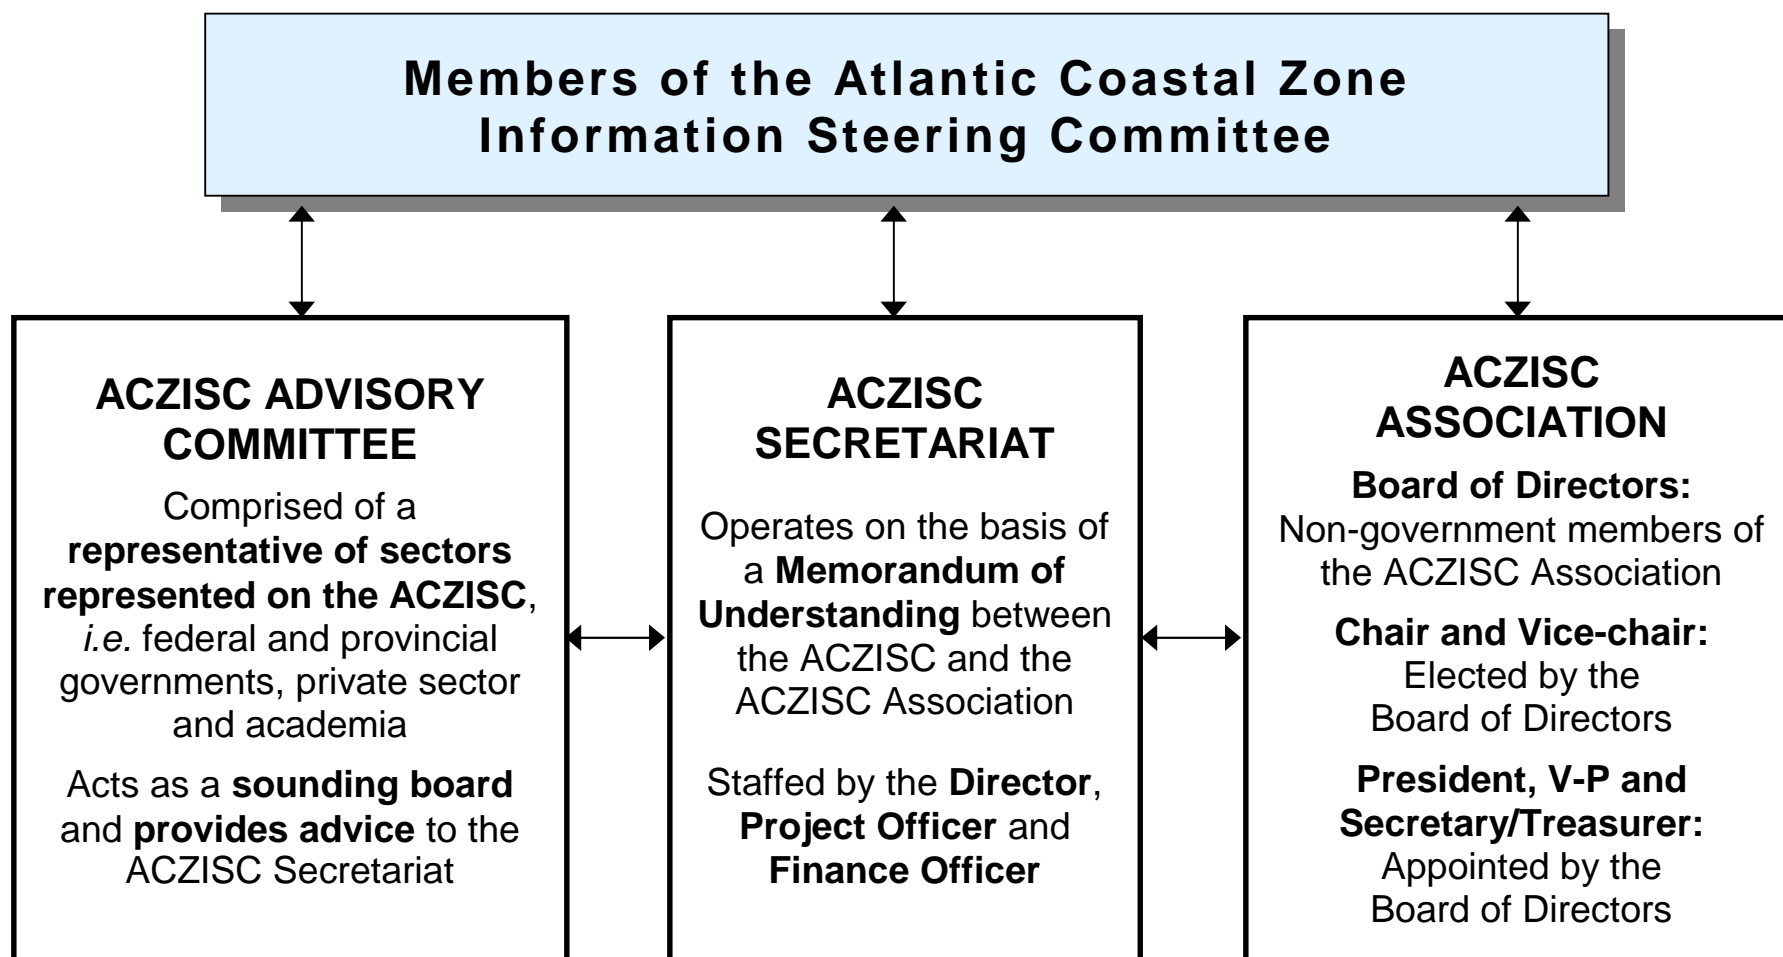 Members of the Atlantic Coastal Zone
Information Steering Committee
ACZISC ADVISORY
COMMITTEE
Comprised of a
representative of sectors
represented on the ACZISC,
i.e. federal and provincial
governments, private sector
and academia
Acts as a sounding board
and provides advice to the
ACZISC Secretariat
ACZISC
SECRETARIAT
Operates on the basis of
a Memorandum of
Understanding between
the ACZISC and the
ACZISC Association
Staffed by the Director,
Project Officer and
Finance Officer
ACZISC
ASSOCIATION
Board of Directors:
Non-government members of
the ACZISC Association
Chair and Vice-chair:
Elected by the
Board of Directors
President, V-P and
Secretary/Treasurer:
Appointed by the
Board of Directors